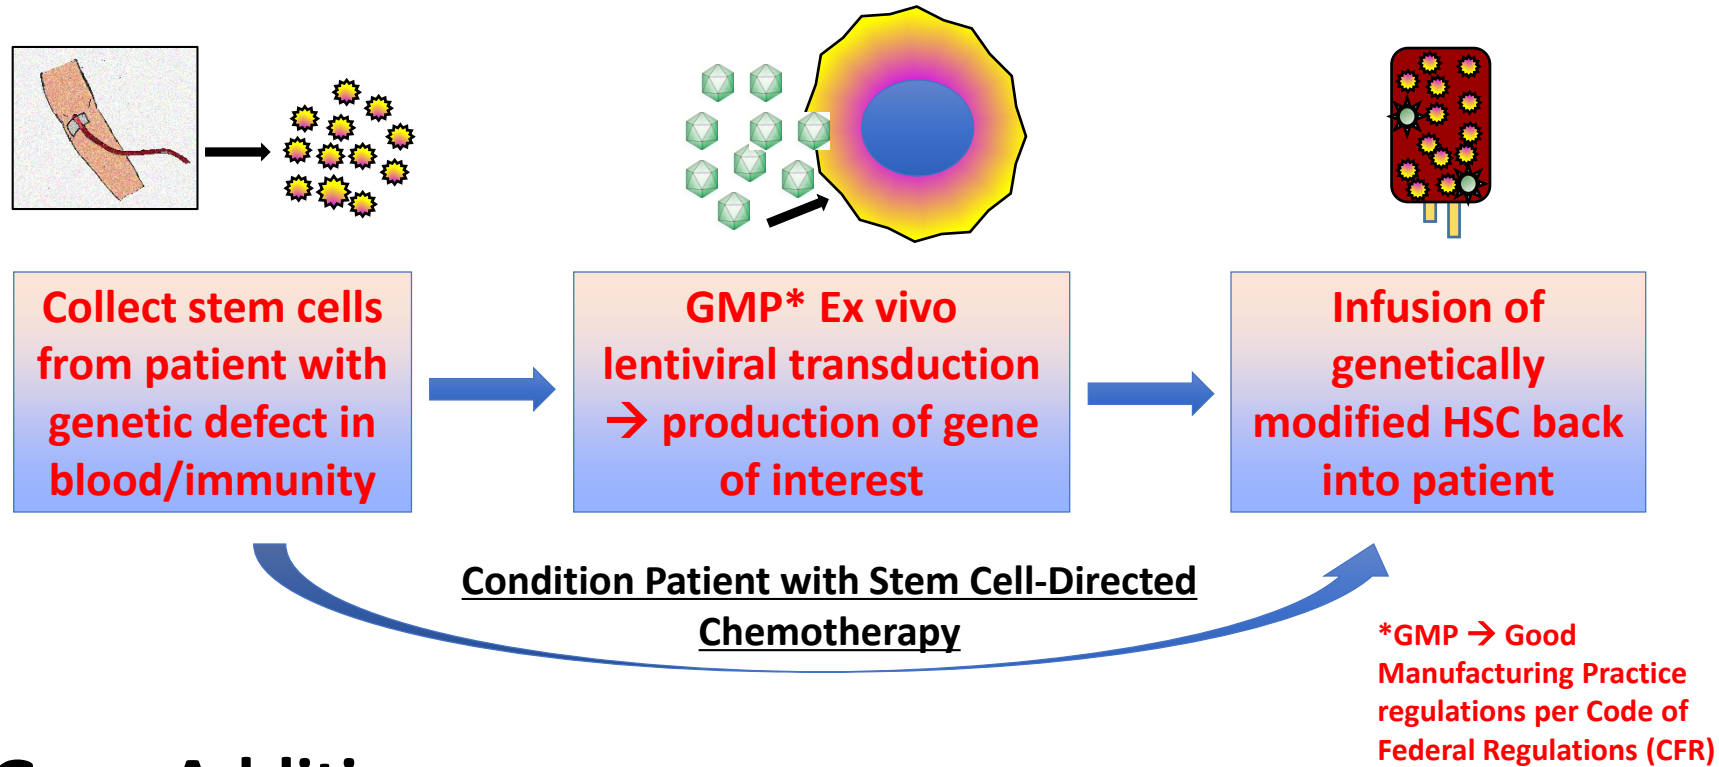 Collect stem cells
from patient with
genetic defect in
blood/immunity
GMP* Ex vivo
lentiviral transduction
→ production of gene
of interest
Infusion of
genetically
modified HSC back
into patient
Condition Patient with Stem Cell-Directed
Chemotherapy
*GMP → Good
Manufacturing Practice
regulations per Code of
Federal Regulations (CFR)